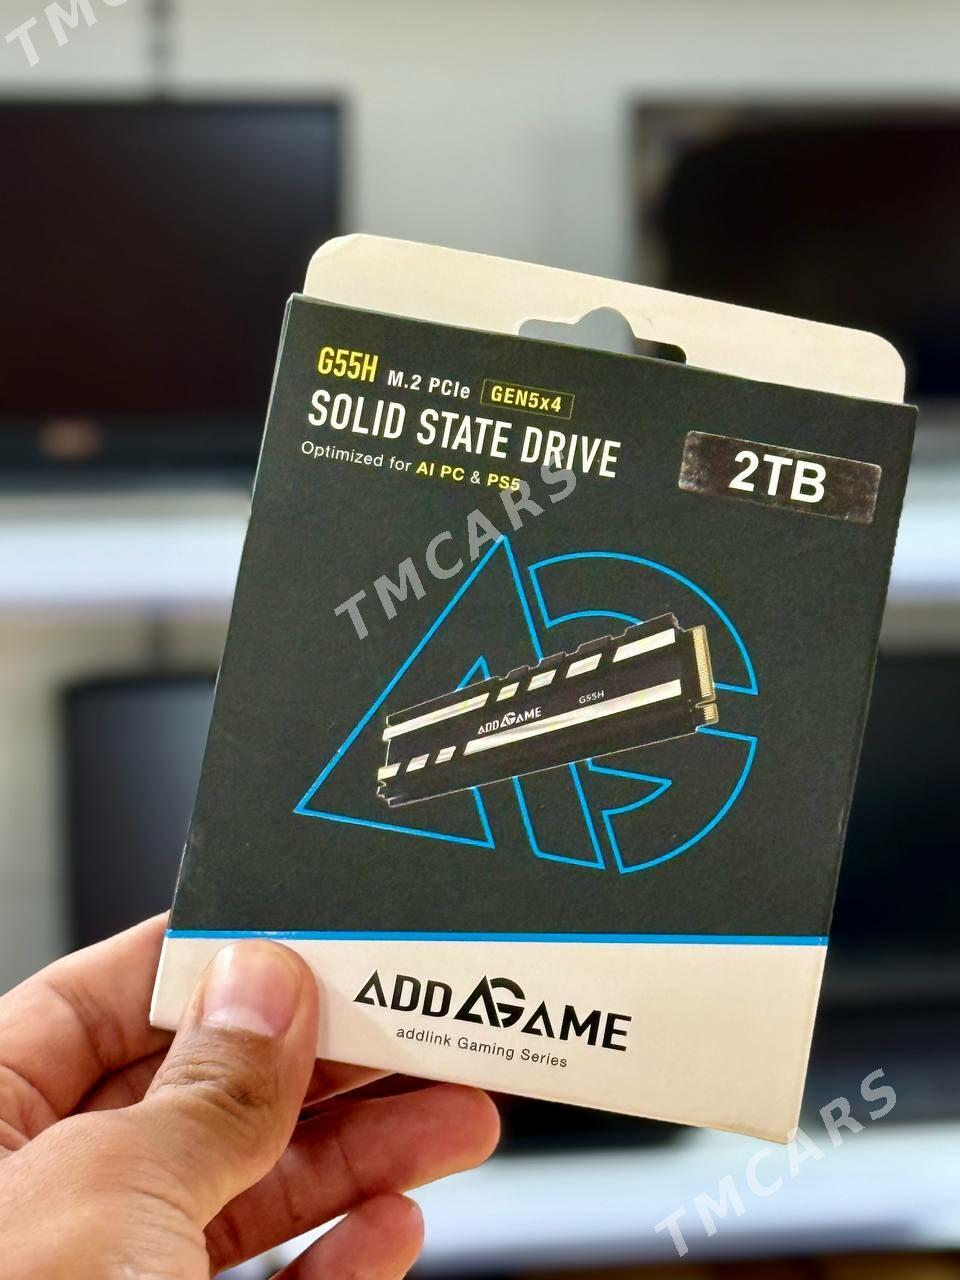 TMCARS
G55H M.2 PCIe GEN5x4
SOLID STATE DRIVE
Optimized for AI PC & PS5
2TB
TMCARS
ADDGAME G55H
ADDGAME
addlink Gaming Series
TMCARS